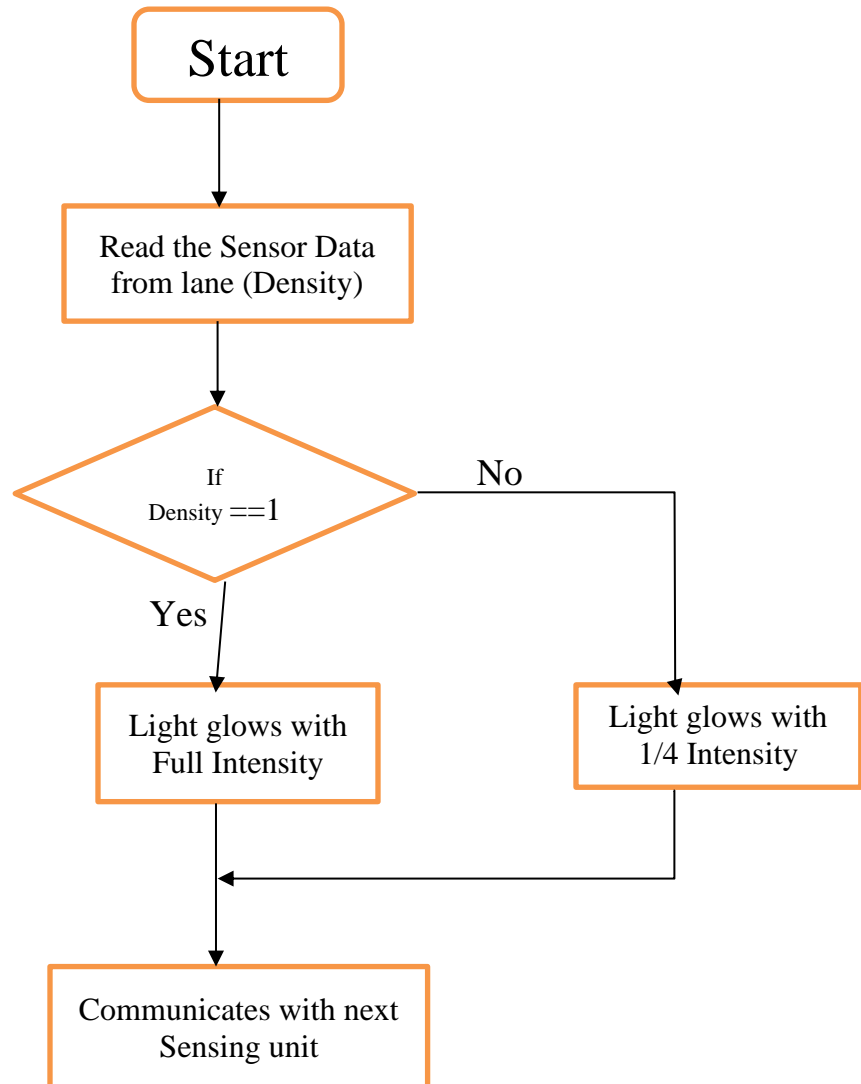 Start
Read the Sensor Data
from lane (Density)
If
Density ==1
No
Yes
Light glows with
Full Intensity
Light glows with
1/4 Intensity
Communicates with next
Sensing unit